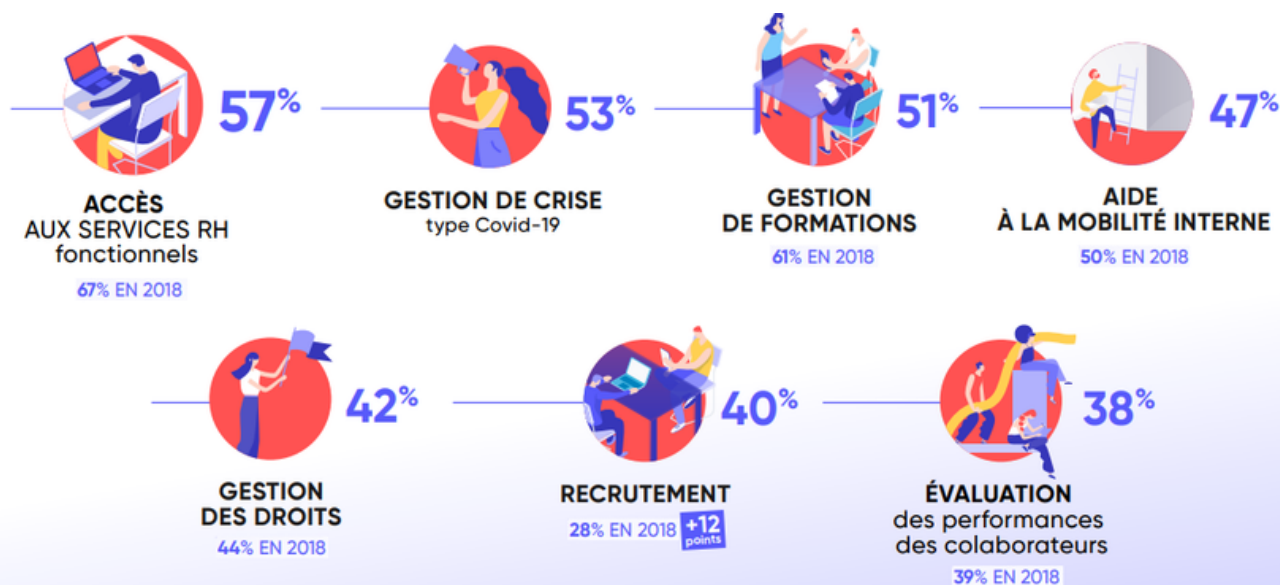 57%
ACCÈS
AUX SERVICES RH
fonctionnels
67% EN 2018
53%
GESTION DE CRISE
type Covid-19
51%
GESTION
DE FORMATIONS
61% EN 2018
47%
AIDE
À LA MOBILITÉ INTERNE
50% EN 2018
42%
GESTION
DES DROITS
44% EN 2018
40%
RECRUTEMENT
28% EN 2018 +12
points
38%
ÉVALUATION
des performances
des colaborateurs
39% EN 2018